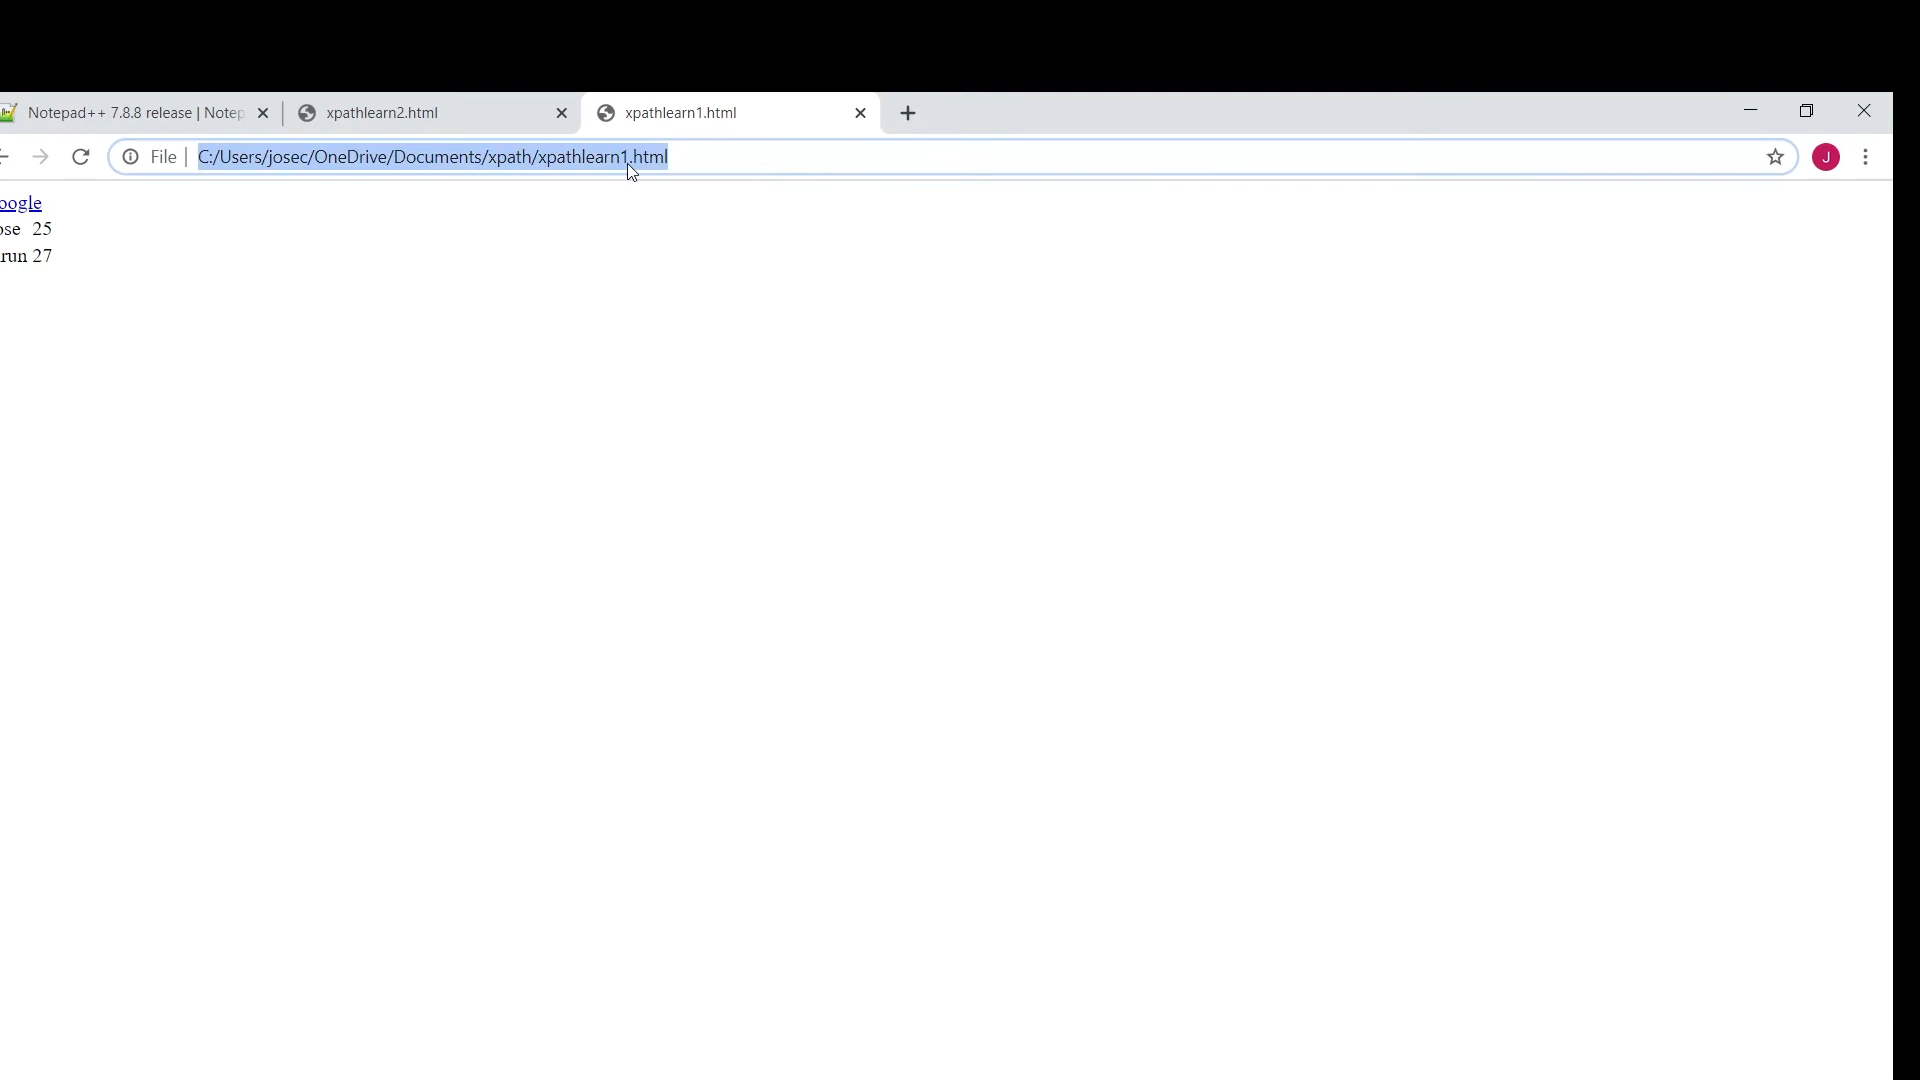 Notepad++ 7.8.8 release | Notep
xpathlearn2.html
xpathlearn1.html
File
C:/Users/josec/OneDrive/Documents/xpath/xpathlearn1.html
J
oogle
ose 25
run 27